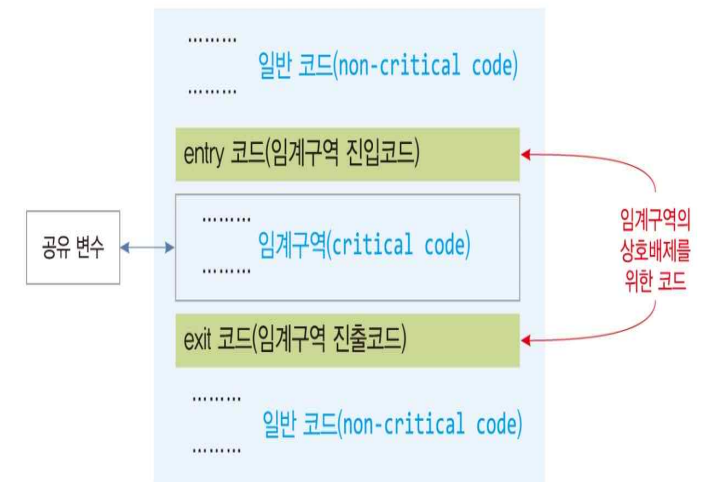 ………
일반 코드(non-critical code)
………
entry 코드(임계구역 진입코드)
………
공유 변수
임계구역(critical code)
………
임계구역의
상호배제를
위한 코드
exit 코드(임계구역 진출코드)
………
일반 코드(non-critical code)
………